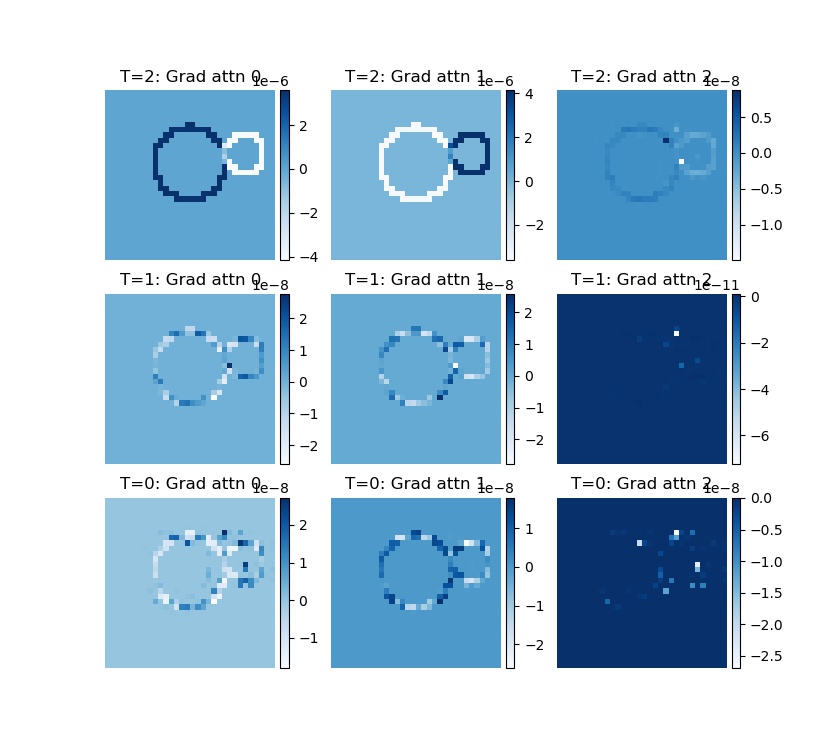 T=2: Grad attn 0
1e−6
2
0
−2
−4
T=2: Grad attn 1
1e−6
4
2
0
−2
T=2: Grad attn 2
1e−8
0.5
0.0
−0.5
−1.0
T=1: Grad attn 0
1e−8
2
1
0
−1
−2
T=1: Grad attn 1
1e−8
2
1
0
−1
−2
T=1: Grad attn 2
1e−11
0
−2
−4
−6
T=0: Grad attn 0
1e−8
2
1
0
−1
T=0: Grad attn 1
1e−8
1
0
−1
−2
T=0: Grad attn 2
1e−8
0.0
−0.5
−1.0
−1.5
−2.0
−2.5